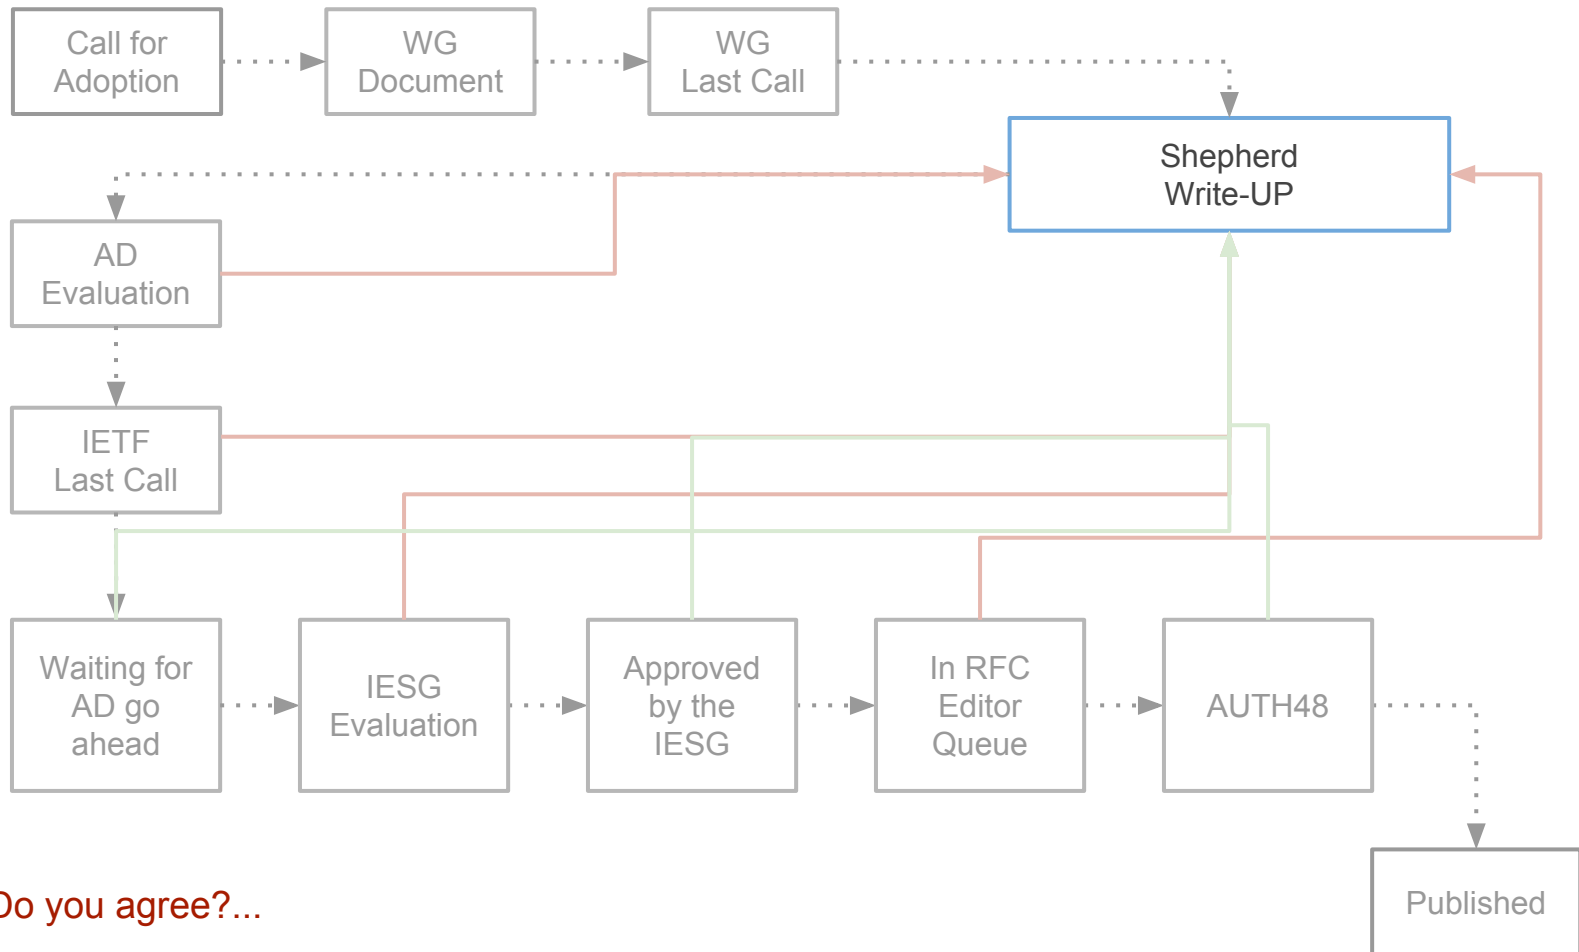 Call for
Adoption
WG
Document
WG
Last Call
Shepherd
Write-UP
AD
Evaluation
IETF
Last Call
Waiting for
AD go
ahead
IESG
Evaluation
Approved
by the
IESG
In RFC
Editor
Queue
AUTH48
Published
Do you agree?...